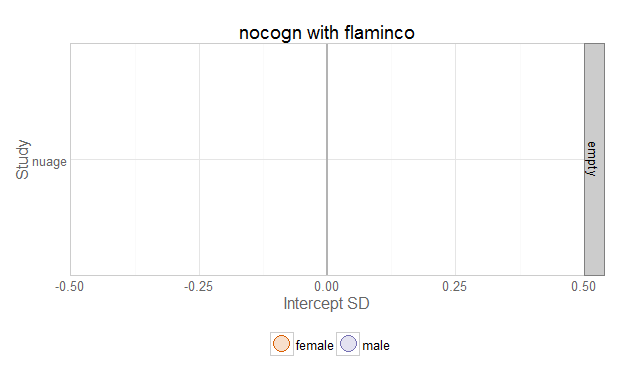 nocogn with flaminco
Study
nuage
empty
-0.50 -0.25 0.00 0.25 0.50
Intercept SD
female male